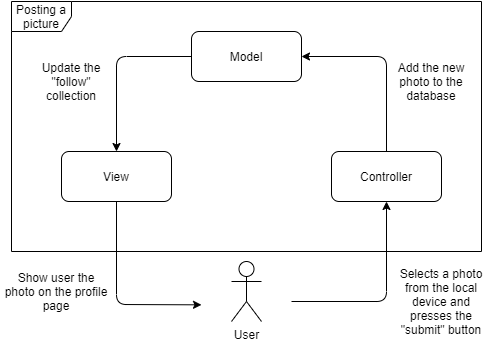 Posting a
picture
Model
Update the
"follow"
collection
Add the new
photo to the
database
View
Controller
Show user the
photo on the profile
page
User
Selects a photo
from the local
device and
presses the
"submit" button